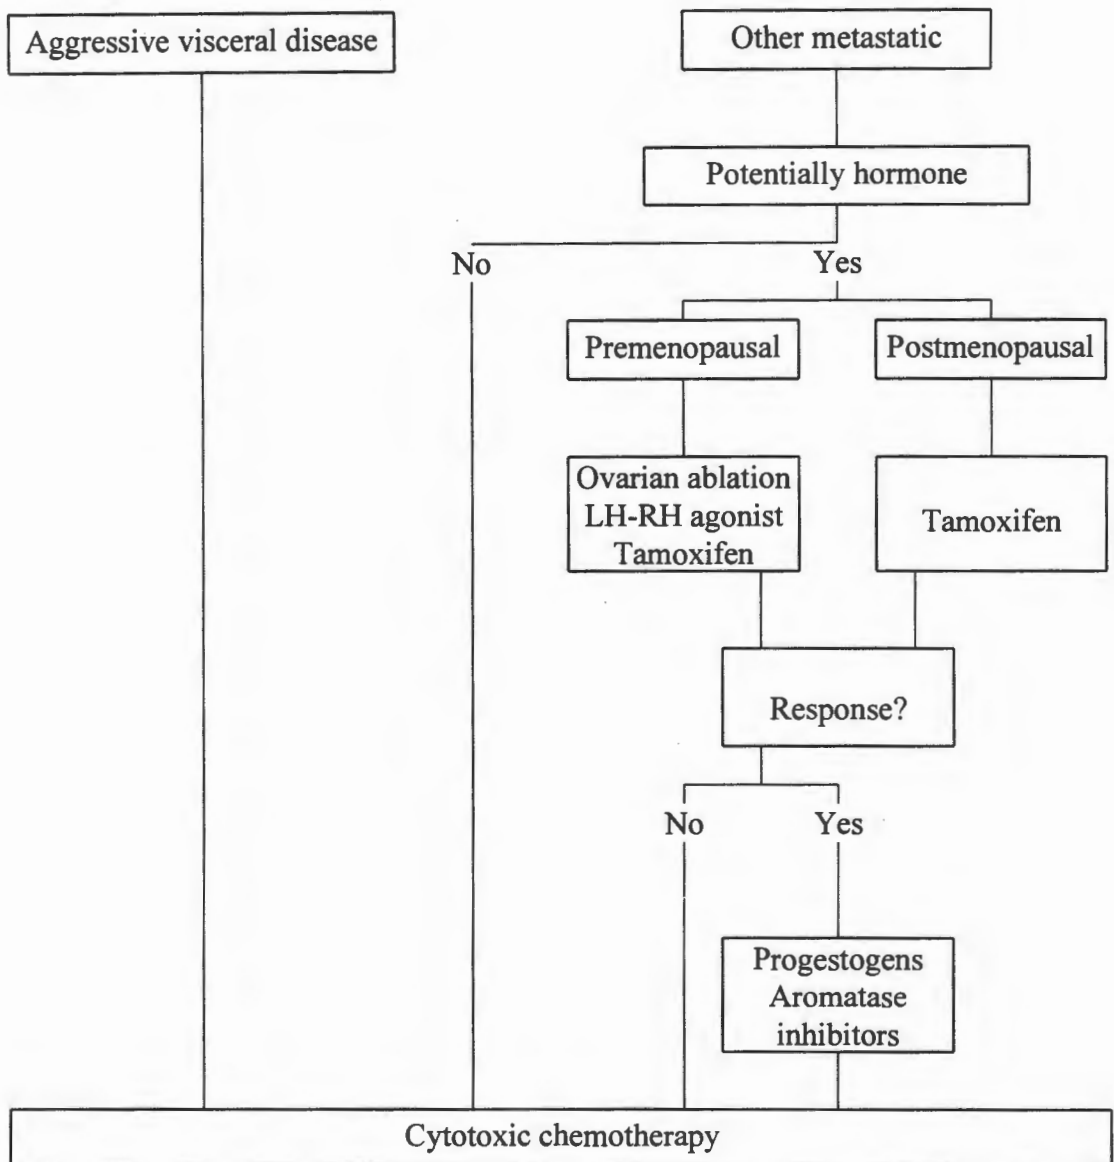 Aggressive visceral disease
Other metastatic
Potentially hormone
No
Yes
Premenopausal
Postmenopausal
Ovarian ablation
LH-RH agonist
Tamoxifen
Tamoxifen
Response?
No
Yes
Progestogens
Aromatase
inhibitors
Cytotoxic chemotherapy